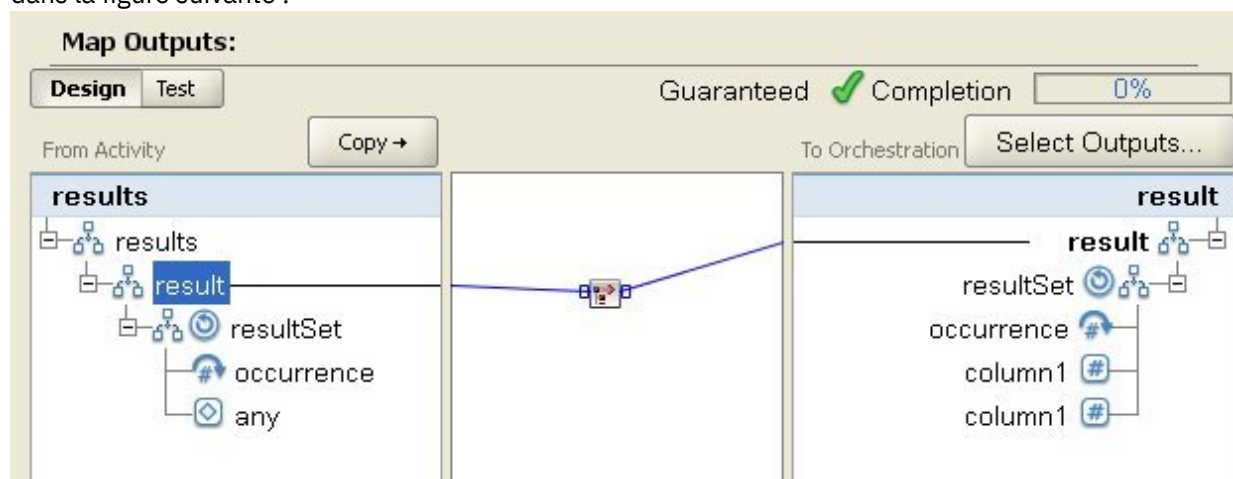 dans la figure suivante :
Map Outputs:
Design Test
Guaranteed Completion 0%
From Activity Copy→
To Orchestration Select Outputs...
results
results
result
resultSet
occurrence
any
result
result
resultSet
occurrence
column1
column1